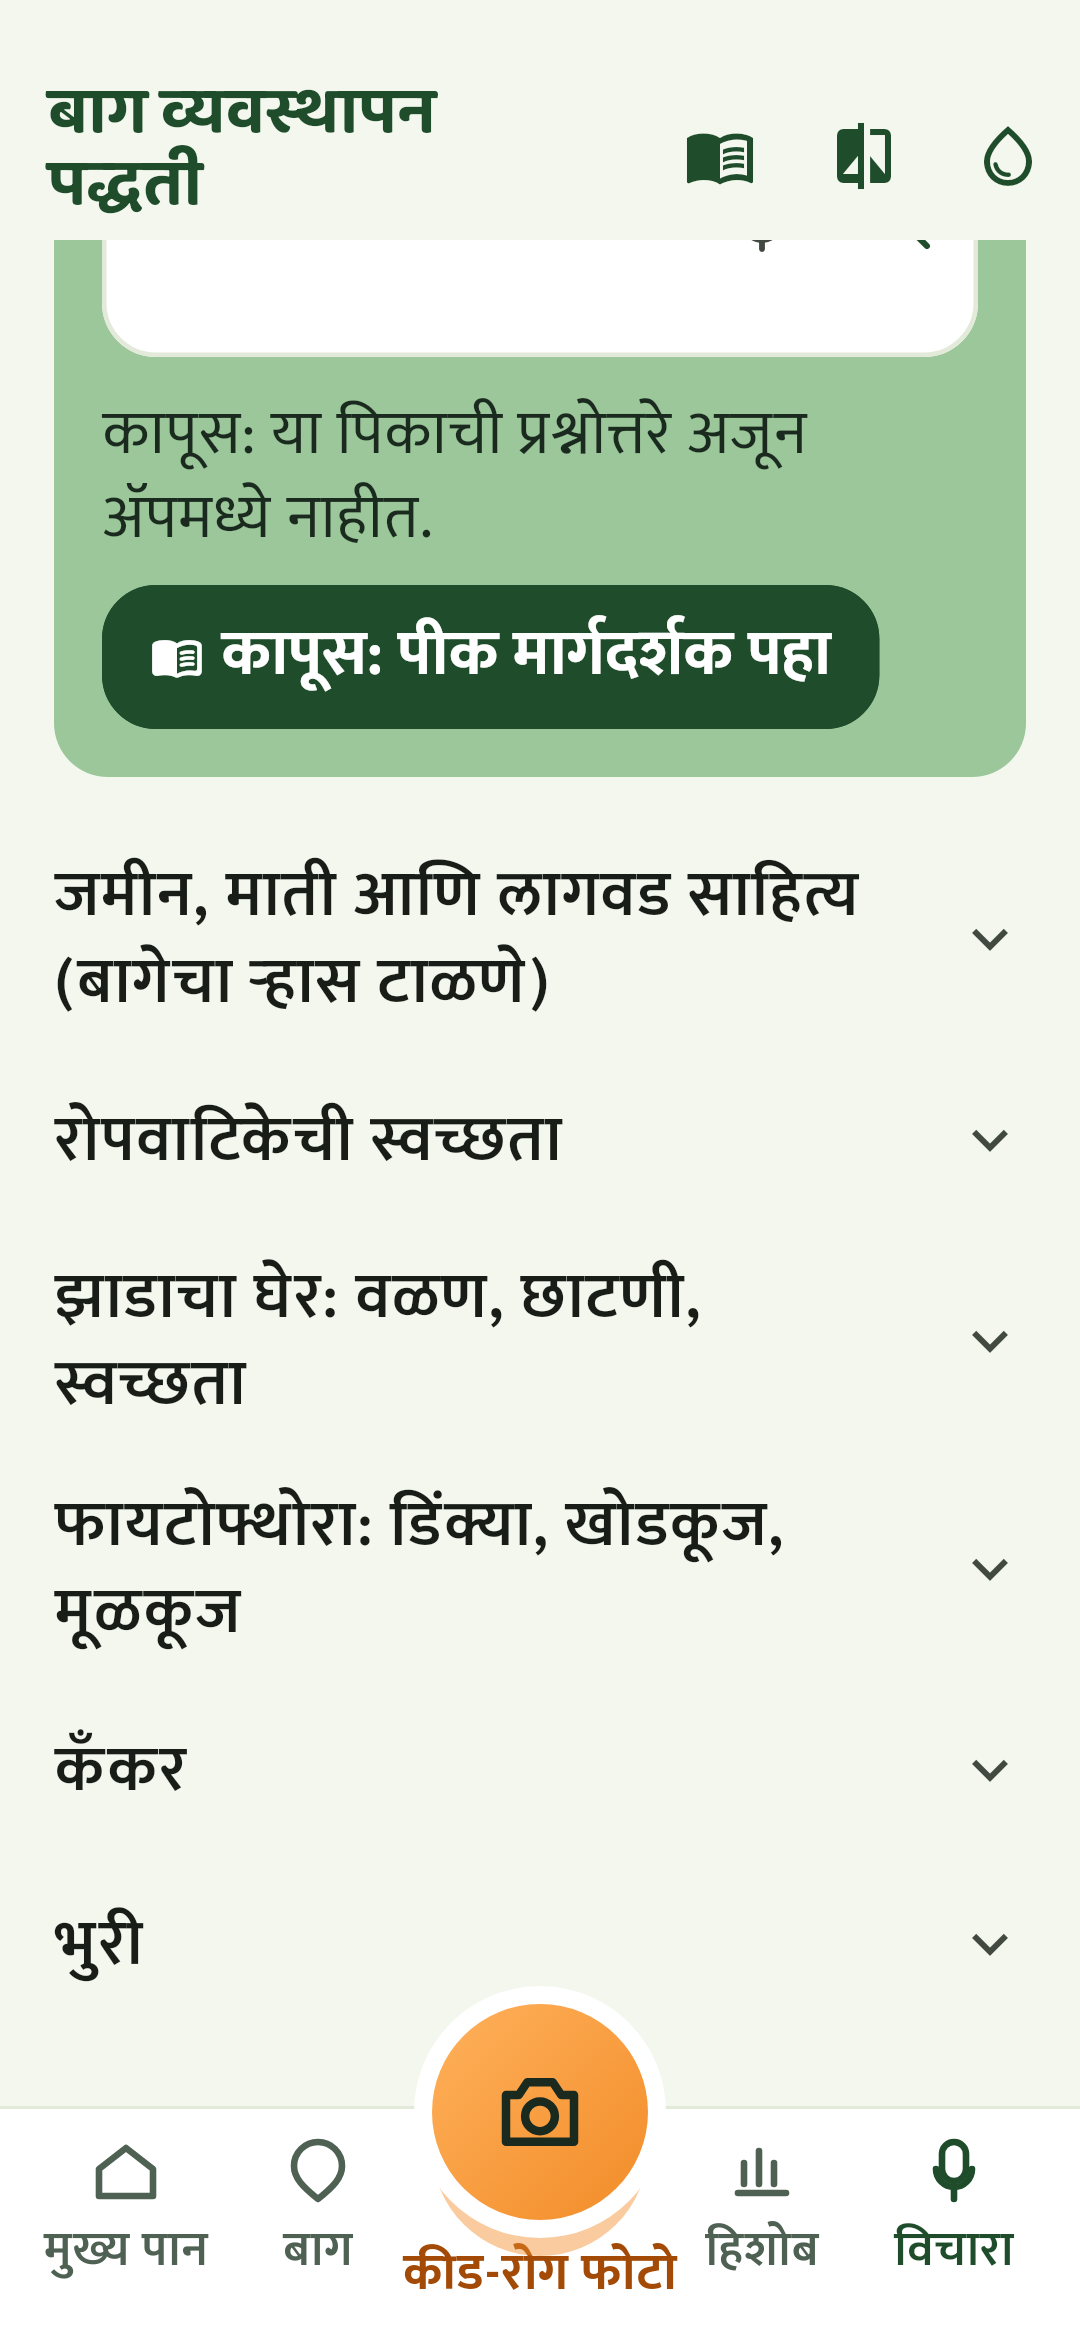 बाग व्यवस्थापन
पद्धती
कापूस: या पिकाची प्रश्नोत्तरे अजून
ॲपमध्ये नाहीत.
कापूस: पीक मार्गदर्शक पहा
जमीन, माती आणि लागवड साहित्य
(बागेचा ऱ्हास टाळणे)
रोपवाटिकेची स्वच्छता
झाडाचा घेर: वळण, छाटणी,
स्वच्छता
फायटोफ्थोरा: डिंक्या, खोडकूज,
मूळकूज
कँकर
भुरी
मुख्य पान
बाग
कीड-रोग फोटो
हिशोब
विचारा